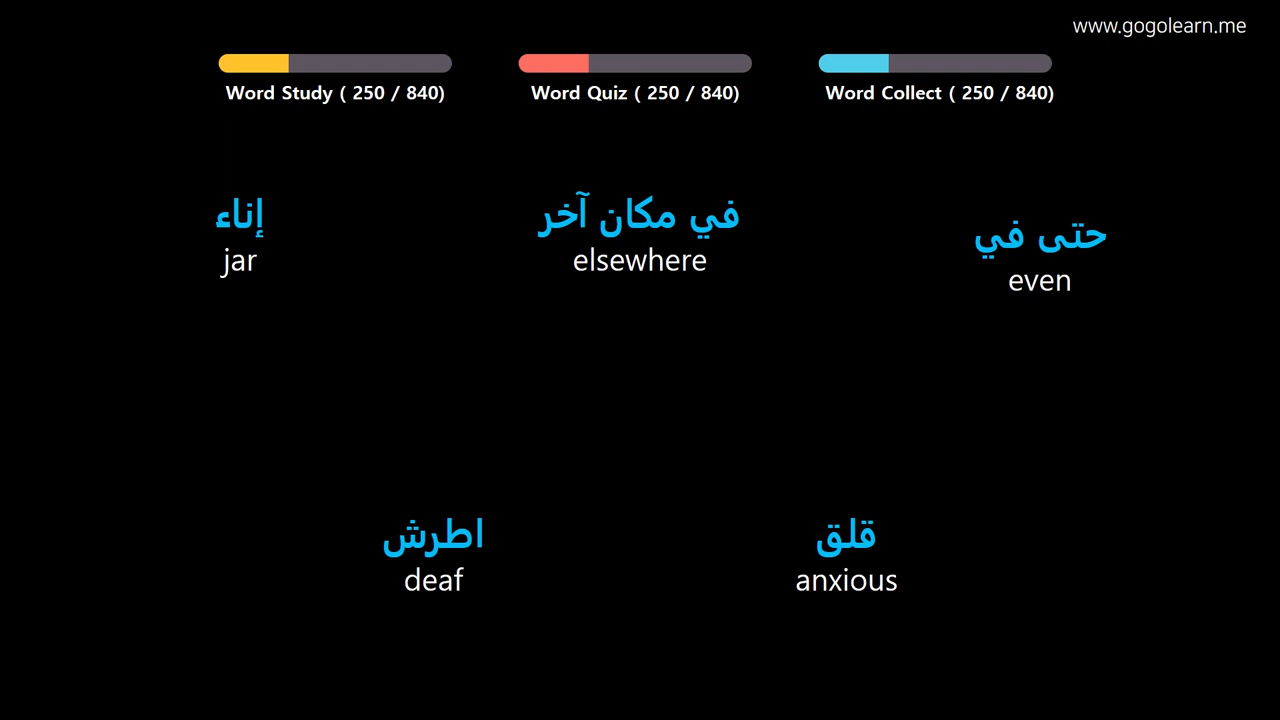 www.gogolearn.me
Word Study ( 250 / 840)
Word Quiz ( 250 / 840)
Word Collect ( 250 / 840)
إناء
jar
في مكان آخر
elsewhere
حتى في
even
اطرش
deaf
قلق
anxious